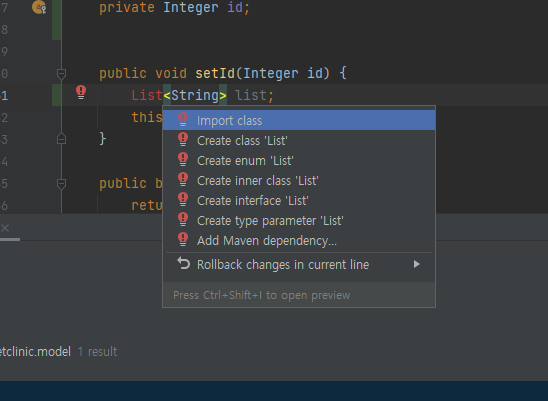 7 private Integer id;
8
0 public void setId(Integer id) {
1 List<String> list;
2 this
3 }
4
5 public b
6 retu
Import class
Create class 'List'
Create enum 'List'
Create inner class 'List'
Create interface 'List'
Create type parameter 'List'
Add Maven dependency...
Rollback changes in current line
Press Ctrl+Shift+I to open preview
etclinic.model 1 result